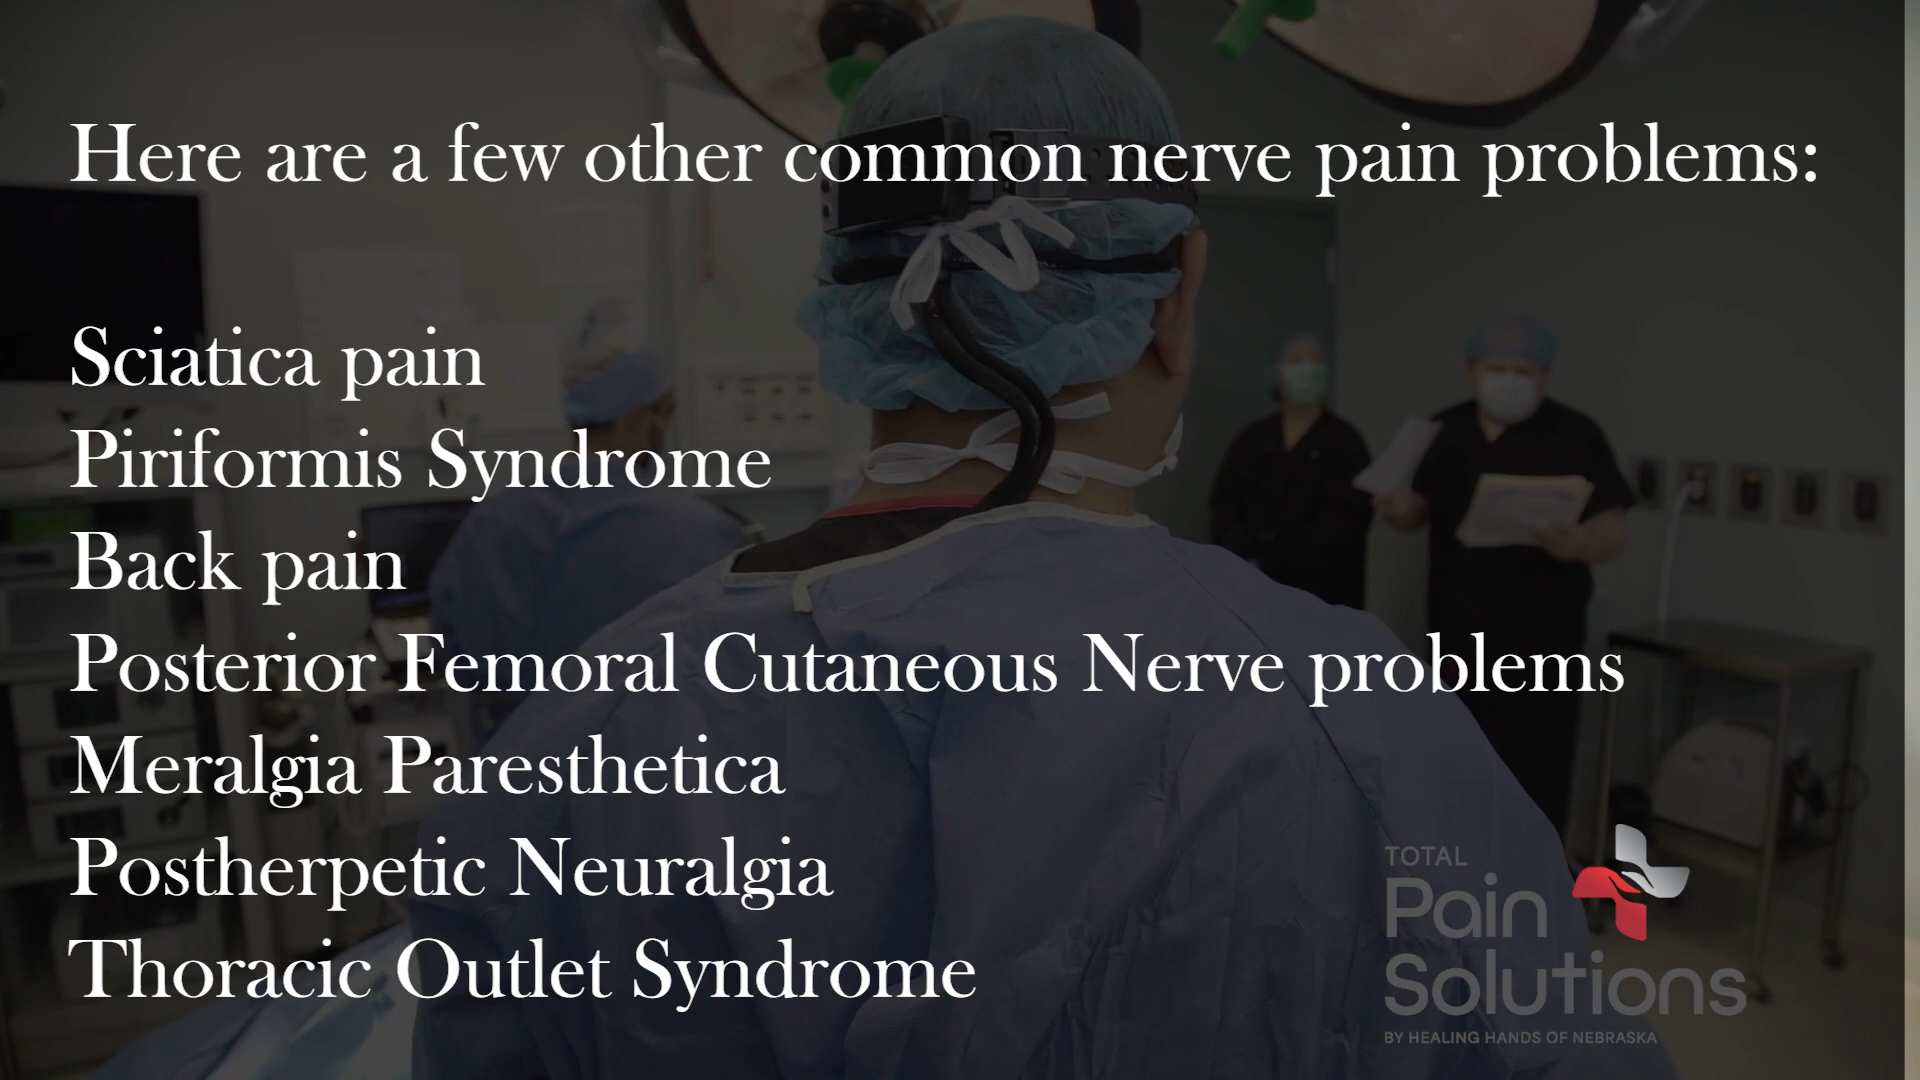 Here are a few other common nerve pain problems:
Sciatica pain
Piriformis Syndrome
Back pain
Posterior Femoral Cutaneous Nerve problems
Meralgia Paresthetica
Postherpetic Neuralgia
Thoracic Outlet Syndrome
TOTAL
Pain
Solutions
BY HEALING HANDS OF NEBRASKA